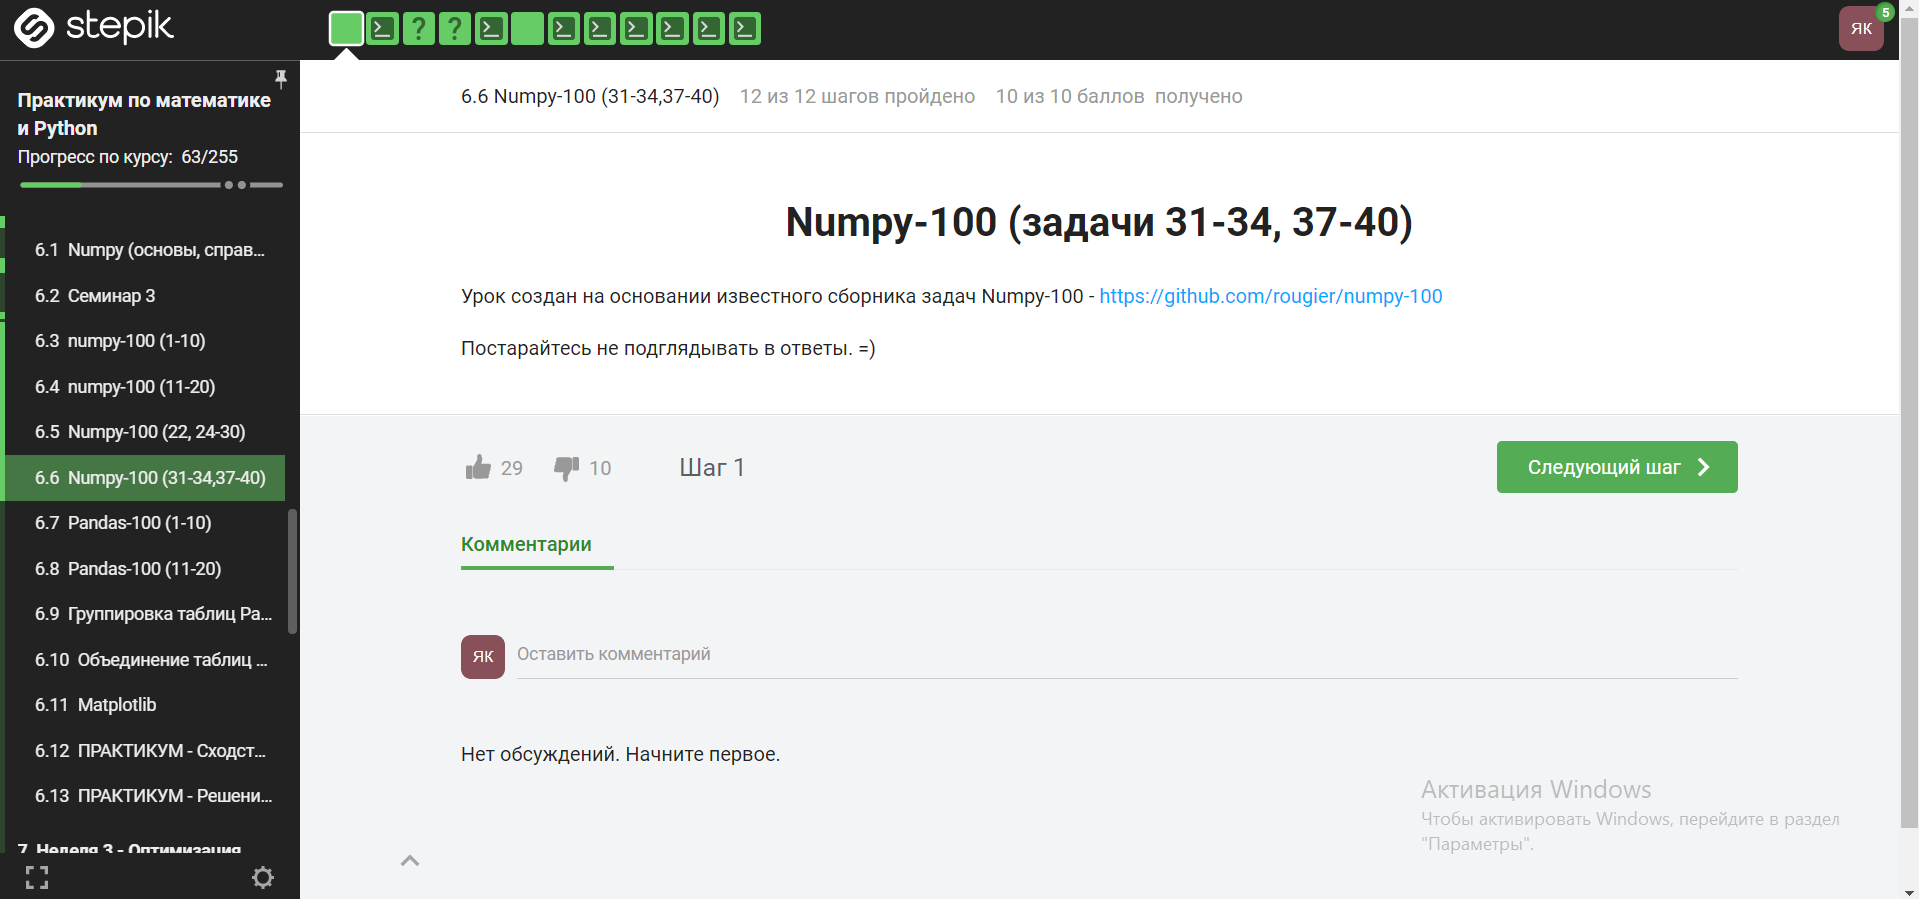 stepik
? ?
ЯК
5
Практикум по математике
и Python
Прогресс по курсу: 63/255
6.1 Numpy (основы, справ...
6.2 Семинар 3
6.3 numpy-100 (1-10)
6.4 numpy-100 (11-20)
6.5 Numpy-100 (22, 24-30)
6.6 Numpy-100 (31-34,37-40)
6.7 Pandas-100 (1-10)
6.8 Pandas-100 (11-20)
6.9 Группировка таблиц Pa...
6.10 Объединение таблиц ...
6.11 Matplotlib
6.12 ПРАКТИКУМ - Сходст...
6.13 ПРАКТИКУМ - Решени...
7 Неделя 3 - Оптимизация
6.6 Numpy-100 (31-34,37-40) 12 из 12 шагов пройдено 10 из 10 баллов получено
Numpy-100 (задачи 31-34, 37-40)
Урок создан на основании известного сборника задач Numpy-100 - https://github.com/rougier/numpy-100
Постарайтесь не подглядывать в ответы. =)
29 10 Шаг 1
Следующий шаг
Комментарии
ЯК Оставить комментарий
Нет обсуждений. Начните первое.
Активация Windows
Чтобы активировать Windows, перейдите в раздел
"Параметры".